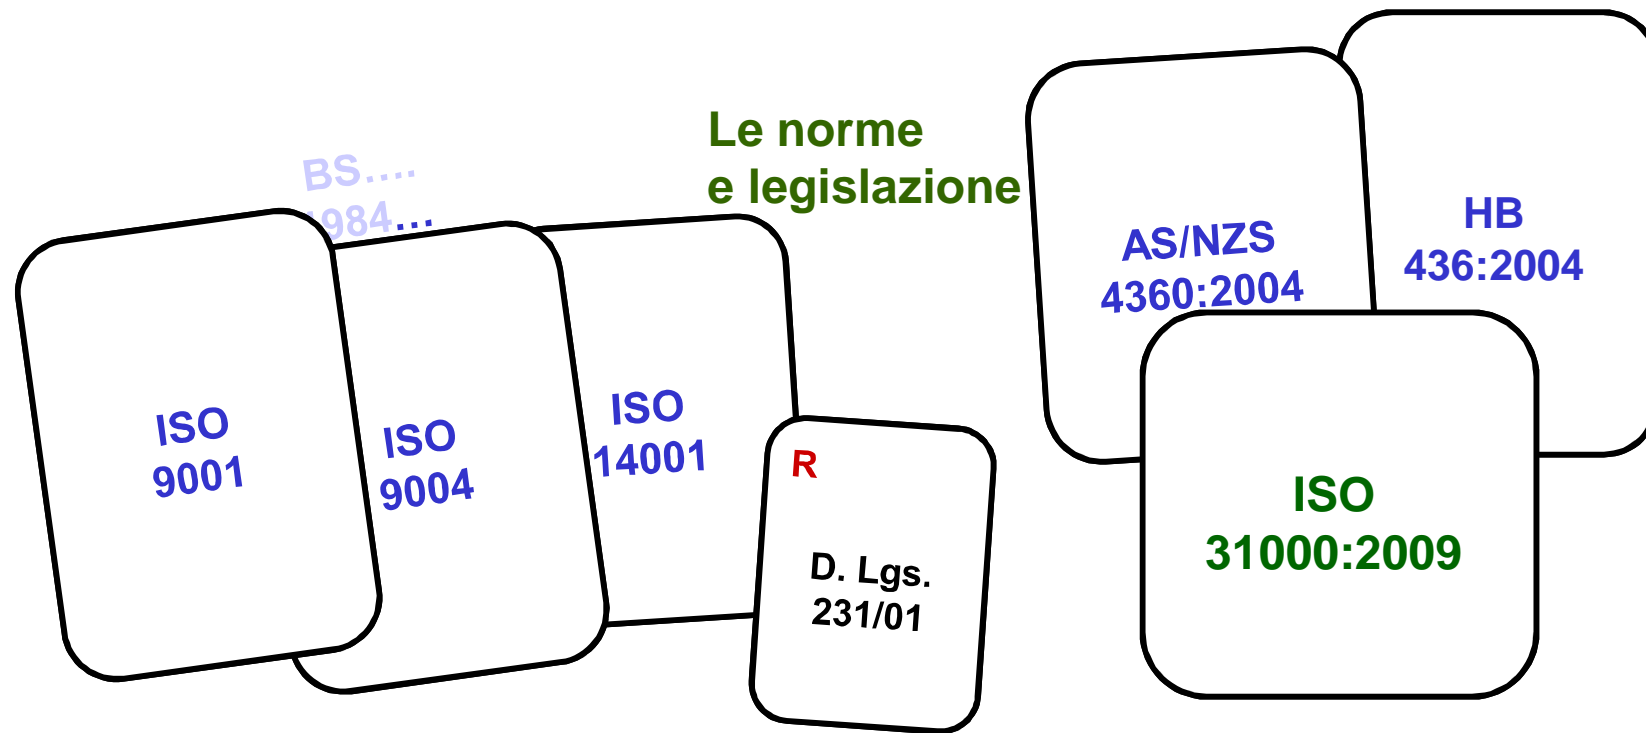 Le norme
e legislazione
BS....
1984...
ISO
9001
ISO
9004
ISO
14001
R
D. Lgs.
231/01
AS/NZS
4360:2004
HB
436:2004
ISO
31000:2009